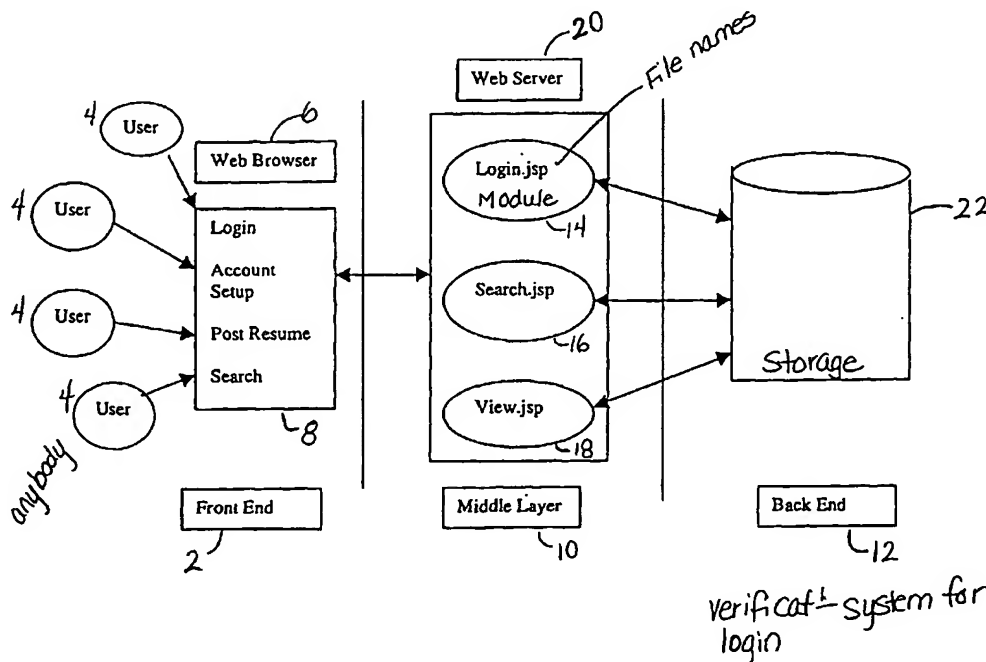 20
File names
Web Server
4
User
6
Web Browser
Login.jsp
Module
14
4
User
Login
Account
Setup
Post Resume
Search
8
22
Search.jsp
16
4
User
Storage
4
User
View.jsp
18
anybody
Front End
2
Middle Layer
10
Back End
12
system for
login